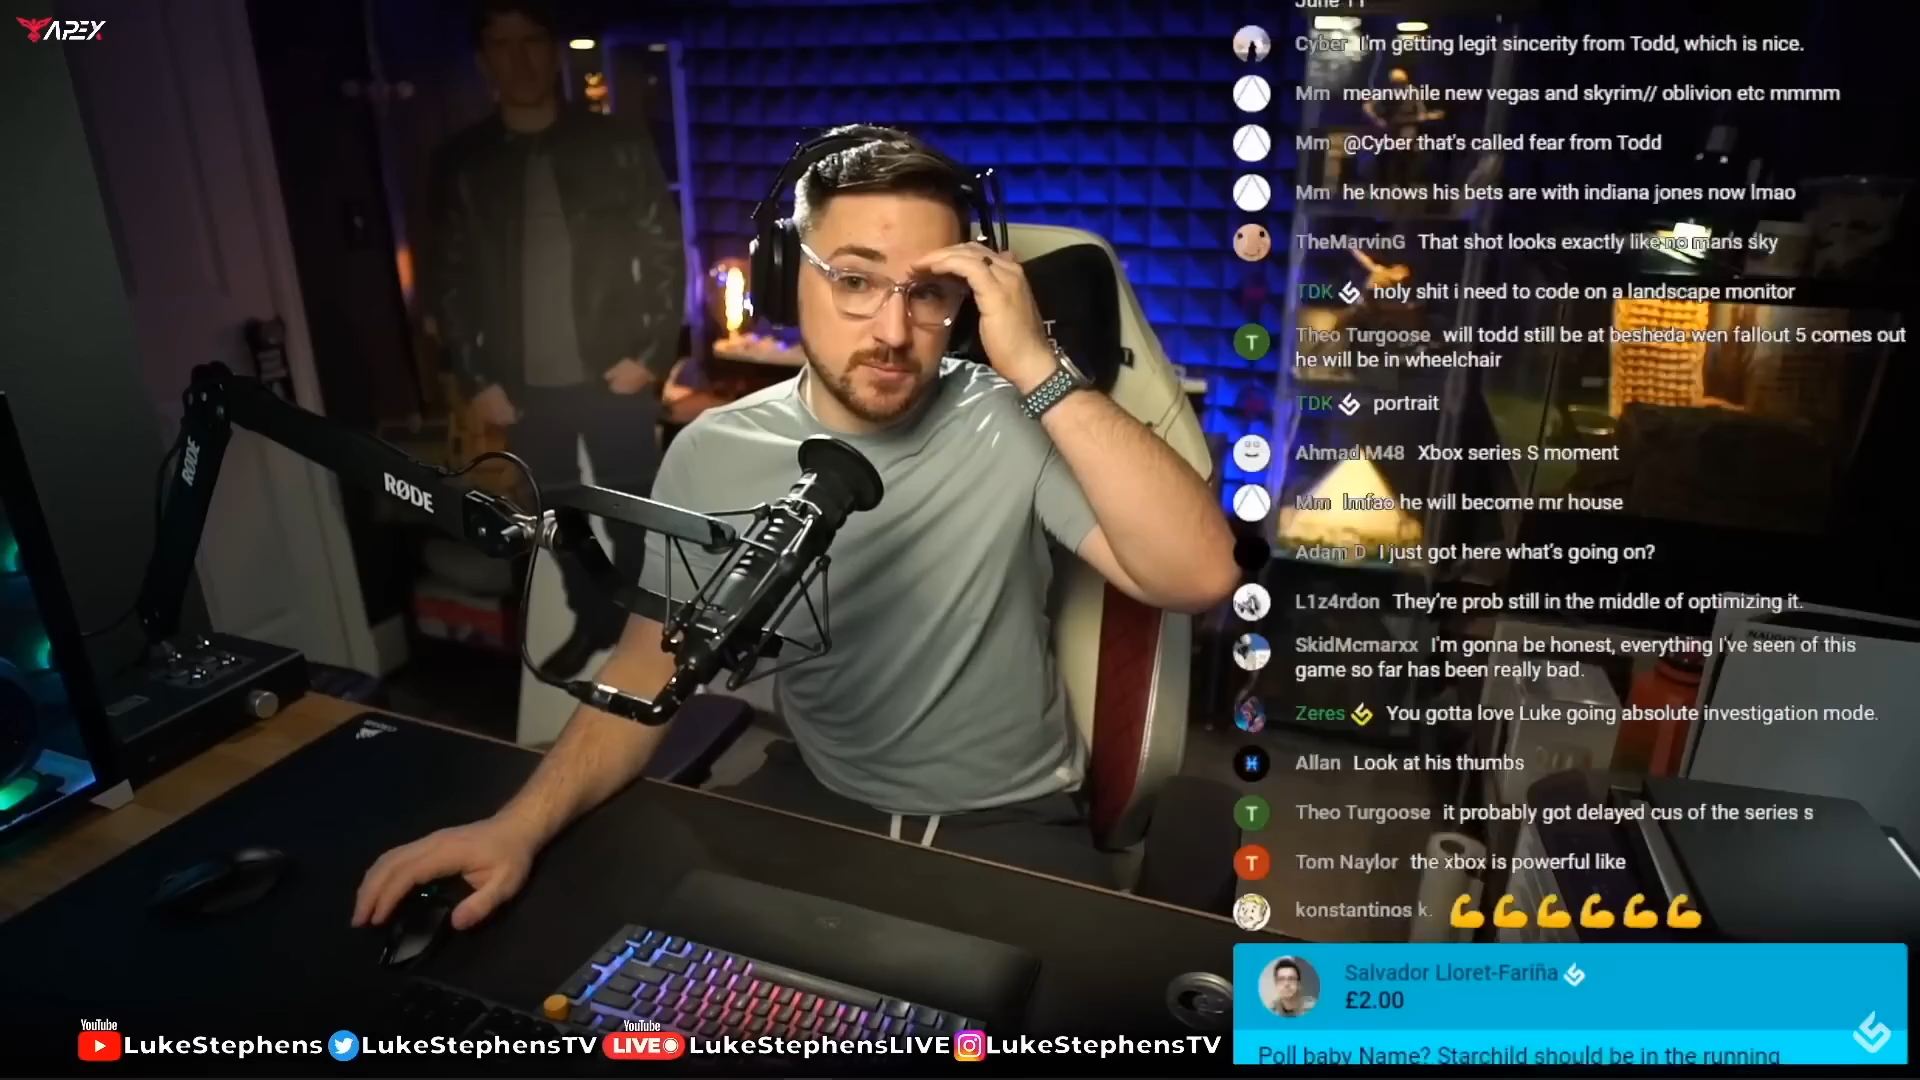 APEX
June 11
Cyber I'm getting legit sincerity from Todd, which is nice.
Mm meanwhile new vegas and skyrim// oblivion etc mmmm
Mm @Cyber that's called fear from Todd
Mm he knows his bets are with indiana jones now lmao
TheMarvinG That shot looks exactly like no mans sky
TDK holy shit i need to code on a landscape monitor
T Theo Turgoose will todd still be at besheda wen fallout 5 comes out
he will be in wheelchair
TDK portrait
Ahmad M48 Xbox series S moment
Mm lmfao he will become mr house
Adam D I just got here what's going on?
L1z4rdon They're prob still in the middle of optimizing it.
SkidMcmarxx I'm gonna be honest, everything I've seen of this
game so far has been really bad.
Zeres You gotta love Luke going absolute investigation mode.
Allan Look at his thumbs
T Theo Turgoose it probably got delayed cus of the series s
T Tom Naylor the xbox is powerful like
konstantinos k. 💪💪💪💪💪💪
Salvador Lloret-Fariña
£2.00
Poll baby Name? Starchild should be in the running
RØDE
RØDE
YouTube
LukeStephens
LukeStephensTV
YouTube
LIVE
LukeStephensLIVE
LukeStephensTV